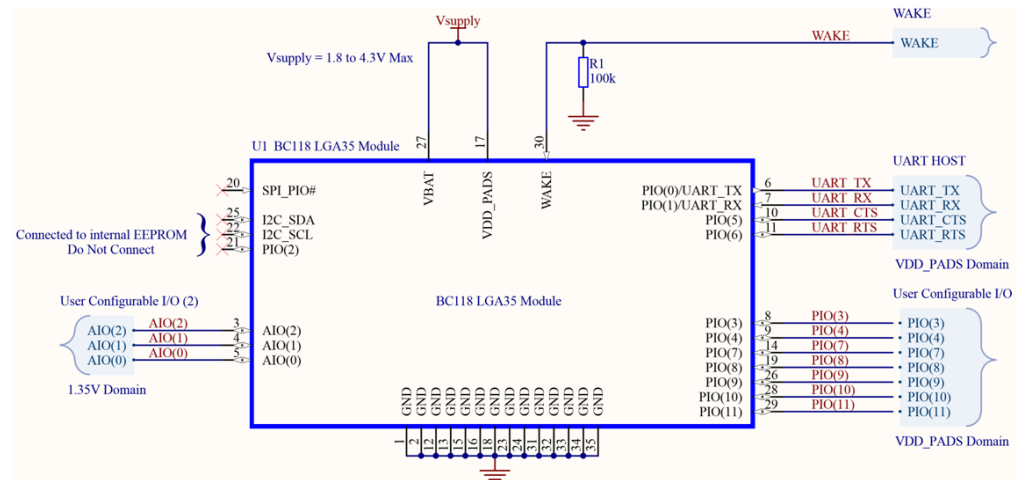 Vsupply
Vsupply = 1.8 to 4.3V Max
WAKE
WAKE
WAKE
R1
100k
27
17
30
U1 BC118 LGA35 Module
VBAT
VDD_PADS
WAKE
20 SPI_PIO#
25 I2C_SDA
22 I2C_SCL
21 PIO(2)
Connected to internal EEPROM
Do Not Connect
UART HOST
PIO(0)/UART_TX 6 UART_TX UART_TX
PIO(1)/UART_RX 7 UART_RX UART_RX
PIO(5) 10 UART_CTS UART_CTS
PIO(6) 11 UART_RTS UART_RTS
VDD_PADS Domain
BC118 LGA35 Module
User Configurable I/O (2)
AIO(2) AIO(2) 3 AIO(2)
AIO(1) AIO(1) 4 AIO(1)
AIO(0) AIO(0) 5 AIO(0)
1.35V Domain
User Configurable I/O
PIO(3) 8 PIO(3) PIO(3)
PIO(4) 9 PIO(4) PIO(4)
PIO(7) 14 PIO(7) PIO(7)
PIO(8) 19 PIO(8) PIO(8)
PIO(9) 26 PIO(9) PIO(9)
PIO(10) 28 PIO(10) PIO(10)
PIO(11) 29 PIO(11) PIO(11)
VDD_PADS Domain
GND GND GND GND GND GND GND GND GND GND GND GND GND GND
1 2 12 13 15 16 18 23 24 31 32 33 34 35